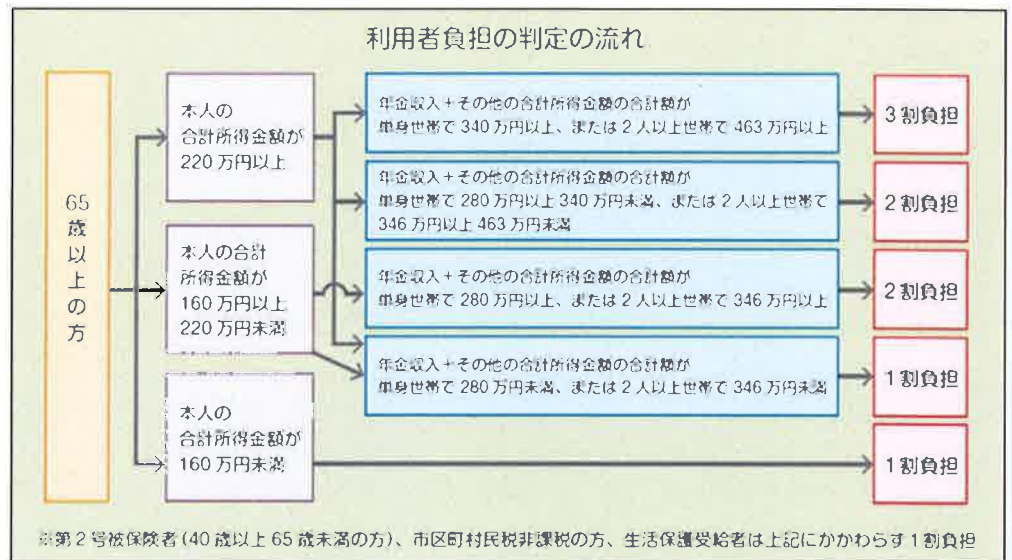 利用者負担の判定の流れ
65歳以上の方
本人の
合計所得金額が
220万円以上
本人の合計
所得金額が
160万円以上
220万円未満
本人の
合計所得金額が
160万円未満
年金収入+その他の合計所得金額の合計額が
単身世帯で340万円以上、または2人以上世帯で463万円以上
年金収入+その他の合計所得金額の合計額が
単身世帯で280万円以上340万円未満、または2人以上世帯で
346万円以上463万円未満
年金収入+その他の合計所得金額の合計額が
単身世帯で280万円以上、または2人以上世帯で346万円以上
年金収入+その他の合計所得金額の合計額が
単身世帯で280万円未満、または2人以上世帯で346万円未満
3割負担
2割負担
2割負担
1割負担
1割負担
※第2号被保険者(40歳以上65歳未満の方)、市区町村民税非課税の方、生活保護受給者は上記にかかわらず1割負担